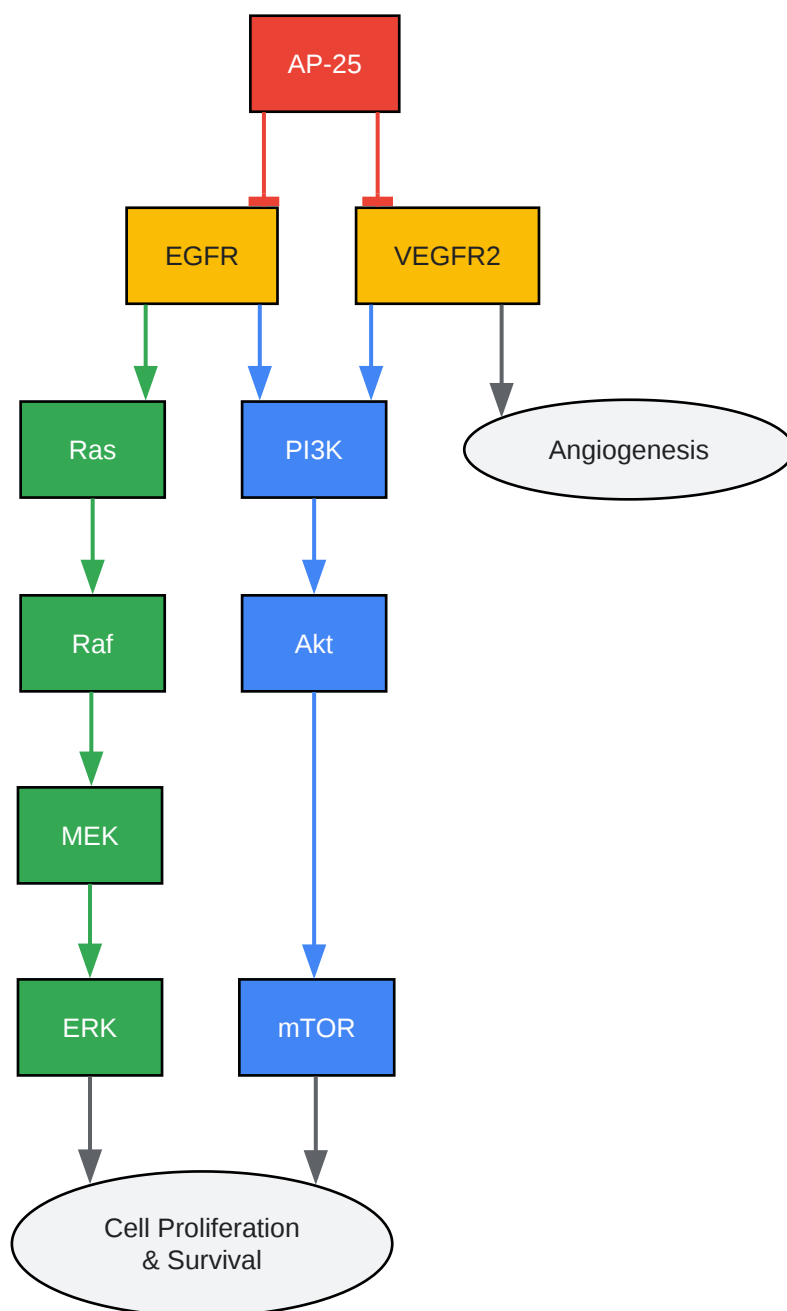 AP-25
EGFR
VEGFR2
Ras
PI3K
Angiogenesis
Raf
Akt
MEK
ERK
mTOR
Cell Proliferation
& Survival